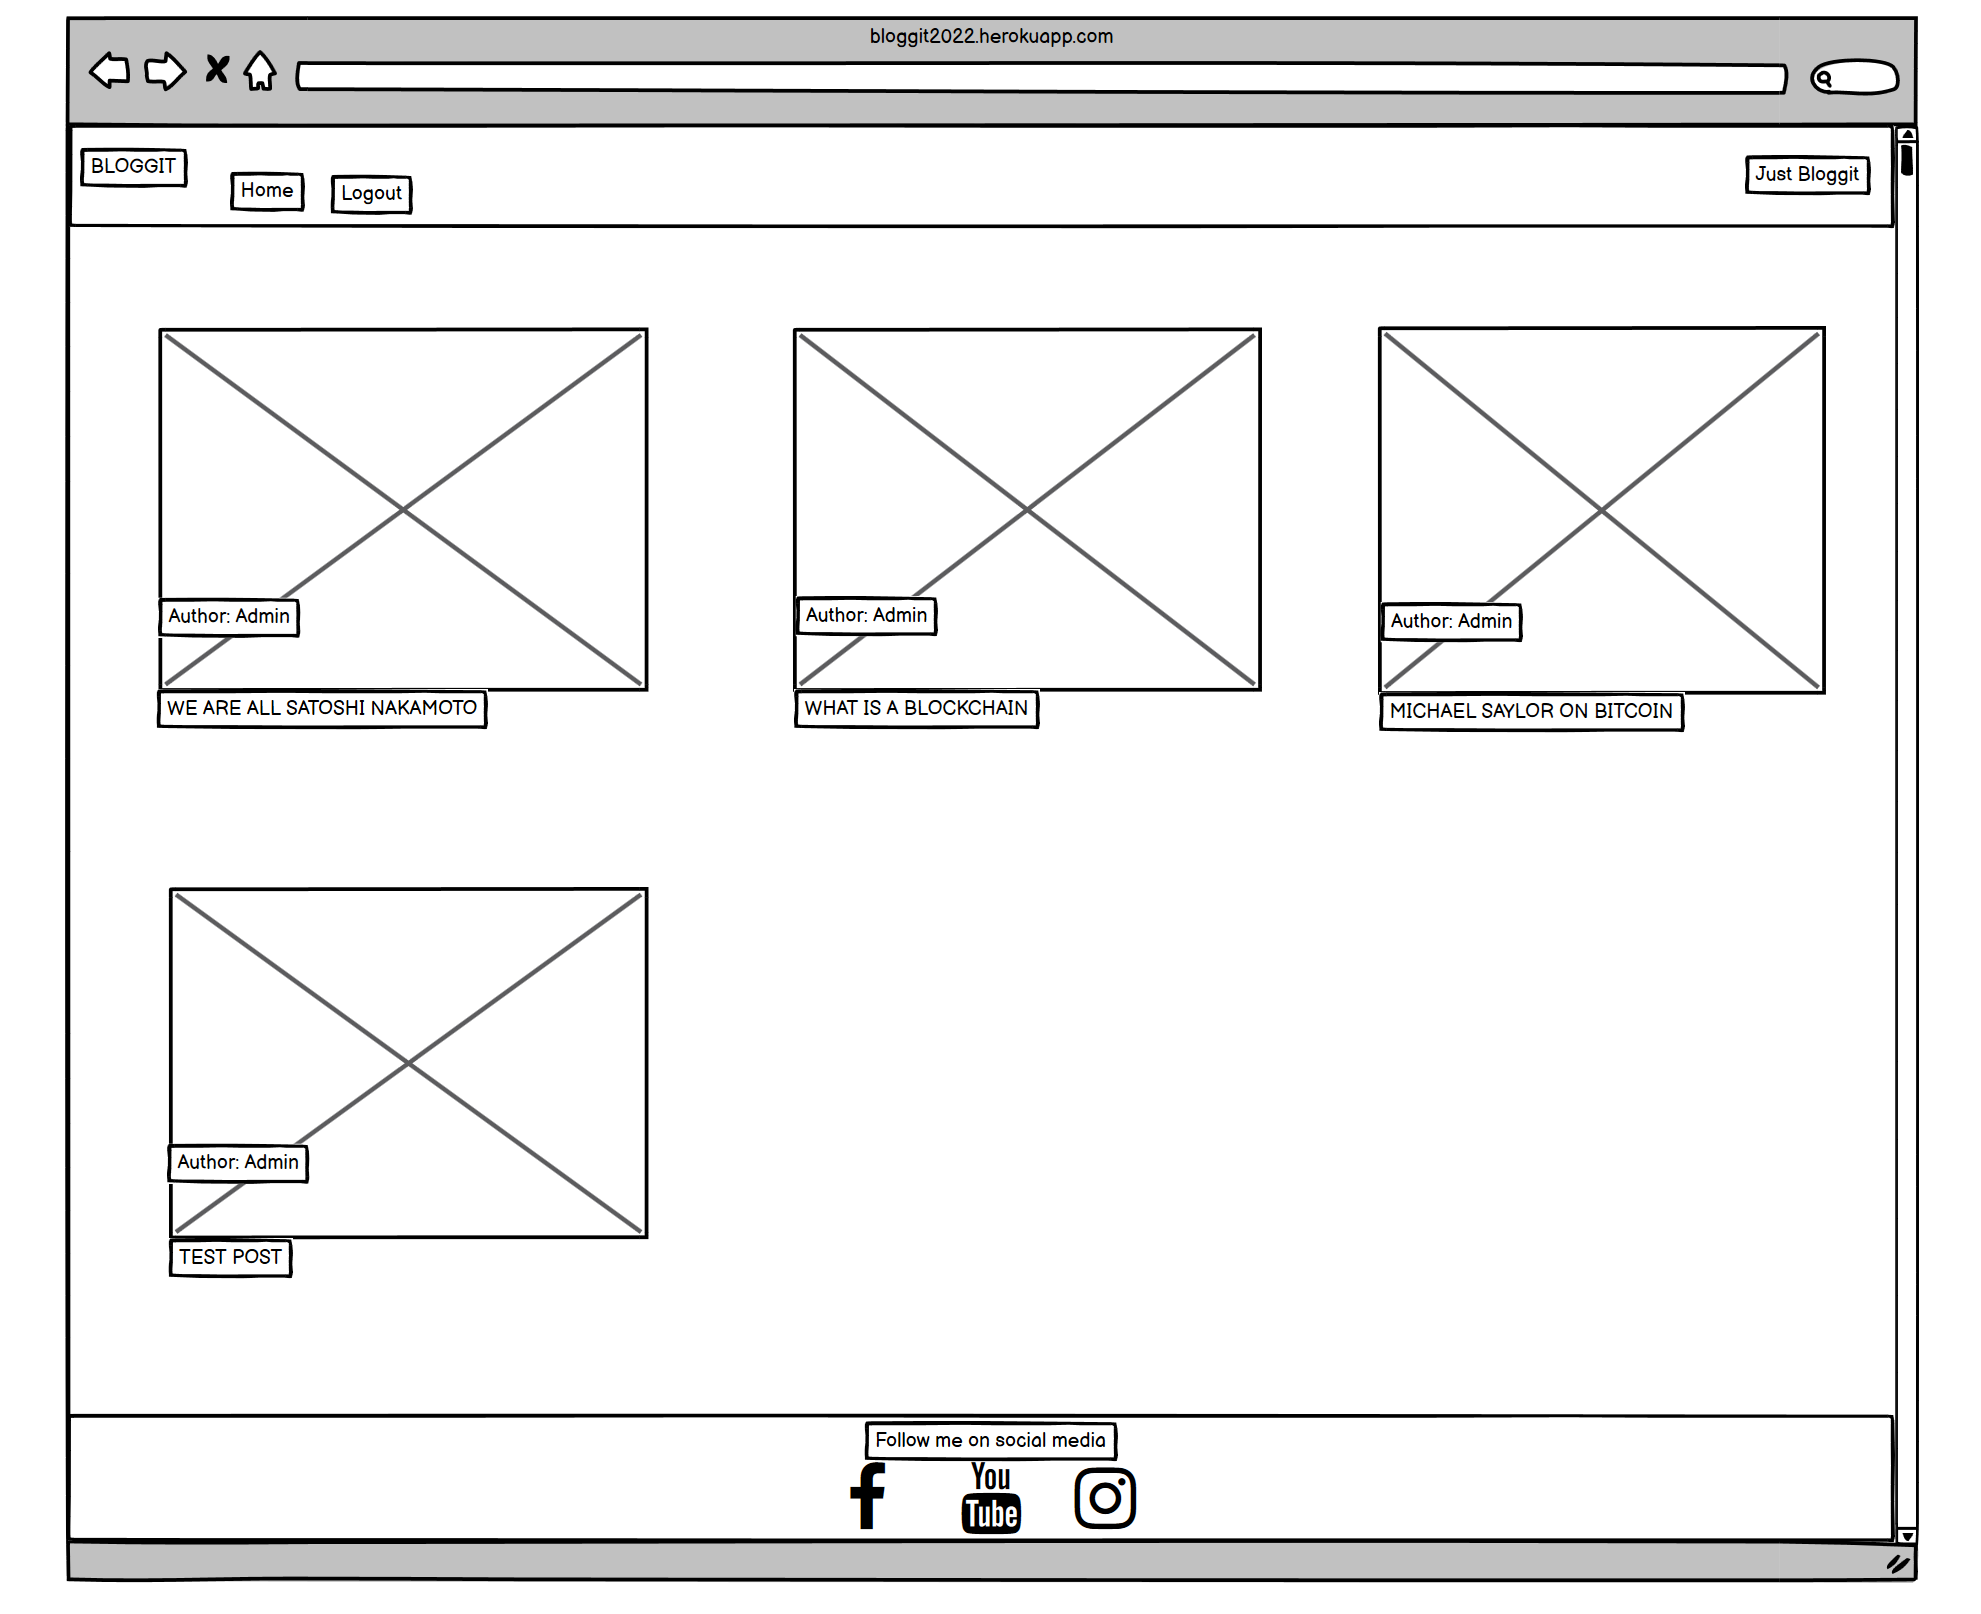 bloggit2022.herokuapp.com
BLOGGIT
Home
Logout
Just Bloggit
Author: Admin
Author: Admin
Author: Admin
WE ARE ALL SATOSHI NAKAMOTO
WHAT IS A BLOCKCHAIN
MICHAEL SAYLOR ON BITCOIN
Author: Admin
TEST POST
Follow me on social media
You
Tube